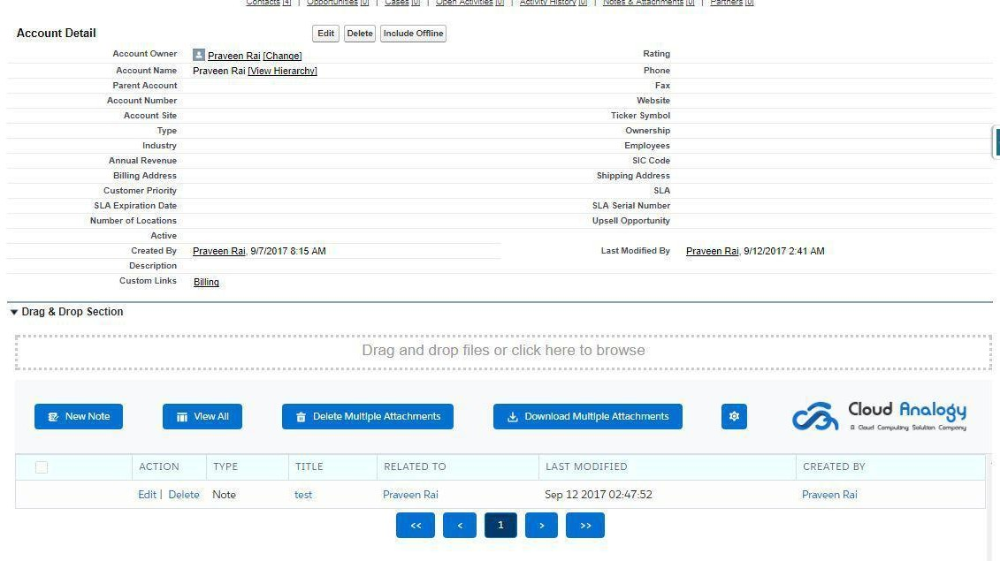 Contacts [4] | Opportunities [0] | Cases [0] | Open Activities [0] | Activity History [0] | Notes & Attachments [0] | Partners [0]
Account Detail Edit Delete Include Offline
Account Owner Praveen Rai [Change] Rating
Account Name Praveen Rai [View Hierarchy] Phone
Parent Account Fax
Account Number Website
Account Site Ticker Symbol
Type Ownership
Industry Employees
Annual Revenue SIC Code
Billing Address Shipping Address
Customer Priority SLA
SLA Expiration Date SLA Serial Number
Number of Locations Upsell Opportunity
Active
Created By Praveen Rai, 9/7/2017 8:15 AM Last Modified By Praveen Rai, 9/12/2017 2:41 AM
Description
Custom Links Billing
Drag & Drop Section
Drag and drop files or click here to browse
New Note View All Delete Multiple Attachments Download Multiple Attachments Cloud Analogy
A Cloud Computing Solution Company
ACTION TYPE TITLE RELATED TO LAST MODIFIED CREATED BY
Edit | Delete Note test Praveen Rai Sep 12 2017 02:47:52 Praveen Rai
<< < 1 > >>